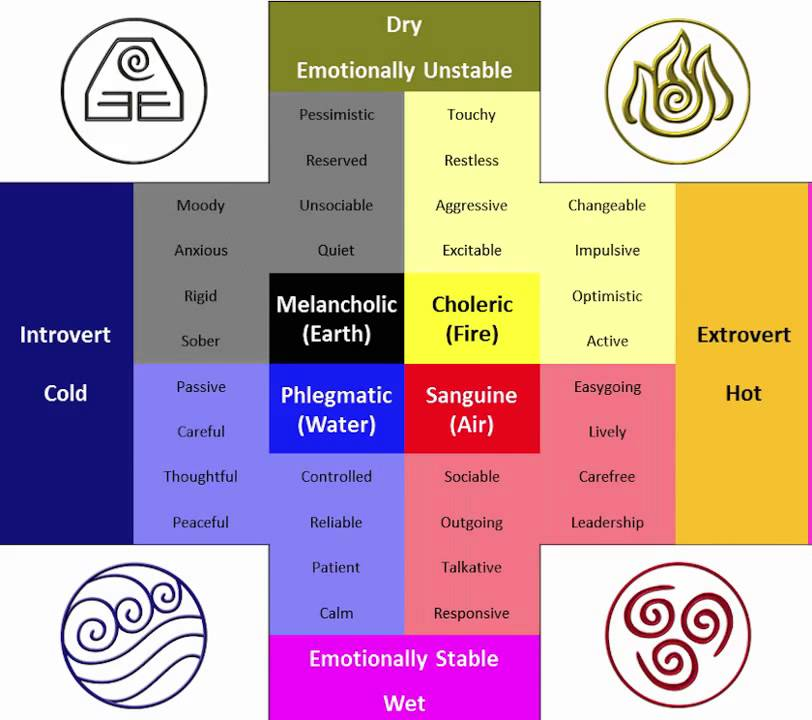 Dry
Emotionally Unstable
Pessimistic
Touchy
Reserved
Restless
Moody
Unsociable
Aggressive
Changeable
Anxious
Quiet
Excitable
Impulsive
Rigid
Melancholic
(Earth)
Choleric
(Fire)
Optimistic
Sober
Active
Introvert
Cold
Extrovert
Hot
Passive
Phlegmatic
(Water)
Sanguine
(Air)
Easygoing
Careful
Lively
Thoughtful
Controlled
Sociable
Carefree
Peaceful
Reliable
Outgoing
Leadership
Patient
Talkative
Calm
Responsive
Emotionally Stable
Wet